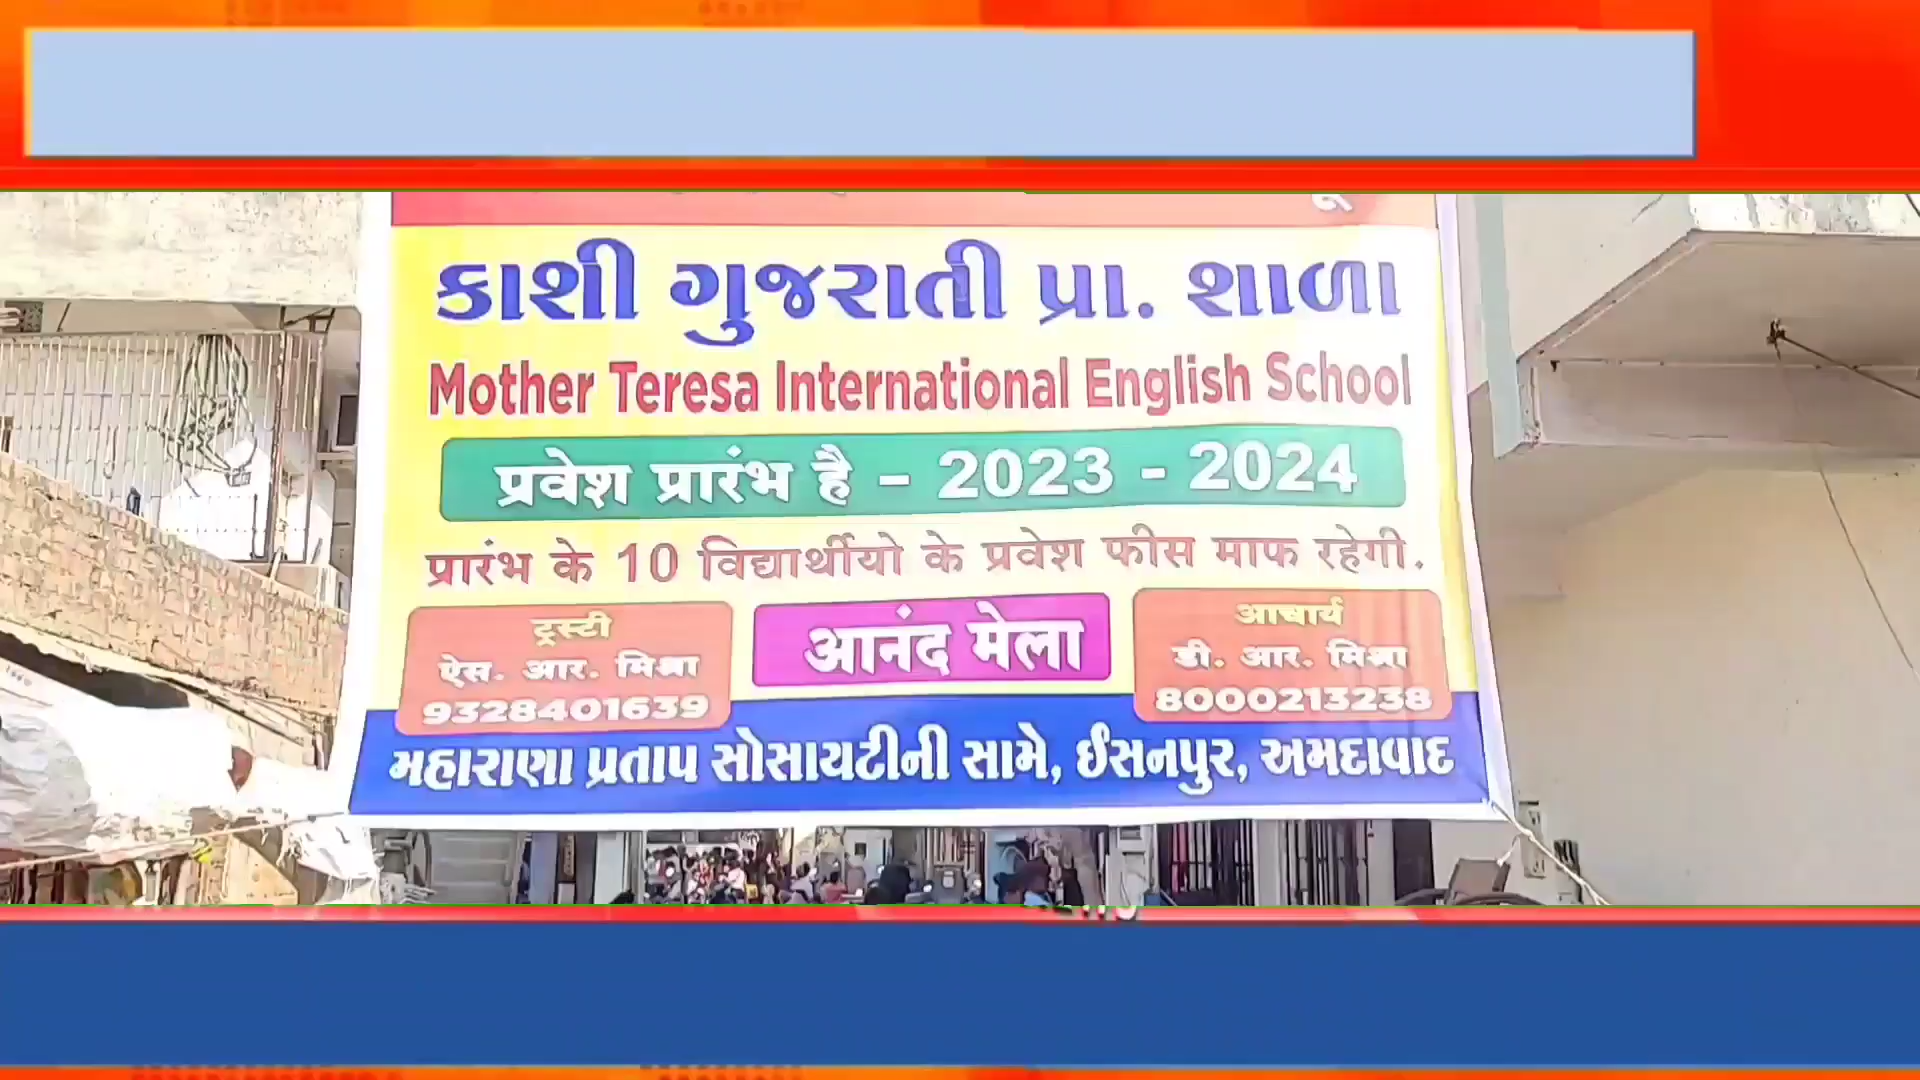 કાશી ગુજરાતી પ્રા. શાળા
Mother Teresa International English School
प्रवेश प्रारंभ है - 2023 - 2024
प्रारंभ के 10 विद्यार्थीयो के प्रवेश फीस माफ रहेगी.
ट्रस्टी
ऐस. आर. मिश्रा
9328401639
आनंद मेला
आचार्य
डी. आर. मिश्रा
8000213238
મહારાણા પ્રતાપ સોસાયટીની સામે, ઈસનપુર, અમદાવાદ